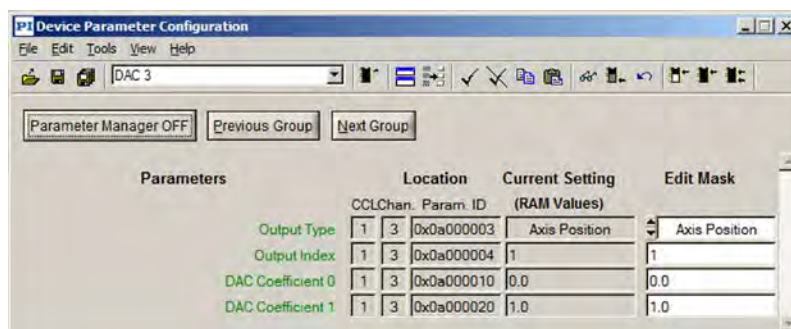 PI Device Parameter Configuration
File Edit Tools View Help
DAC 3
Parameter Manager OFF Previous Group Next Group
Parameters Location Current Setting Edit Mask
CCL Chan. Param. ID (RAM Values)
Output Type 1 3 0x0a000003 Axis Position Axis Position
Output Index 1 3 0x0a000004 1 1
DAC Coefficient 0 1 3 0x0a000010 0.0 0.0
DAC Coefficient 1 1 3 0x0a000020 1.0 1.0